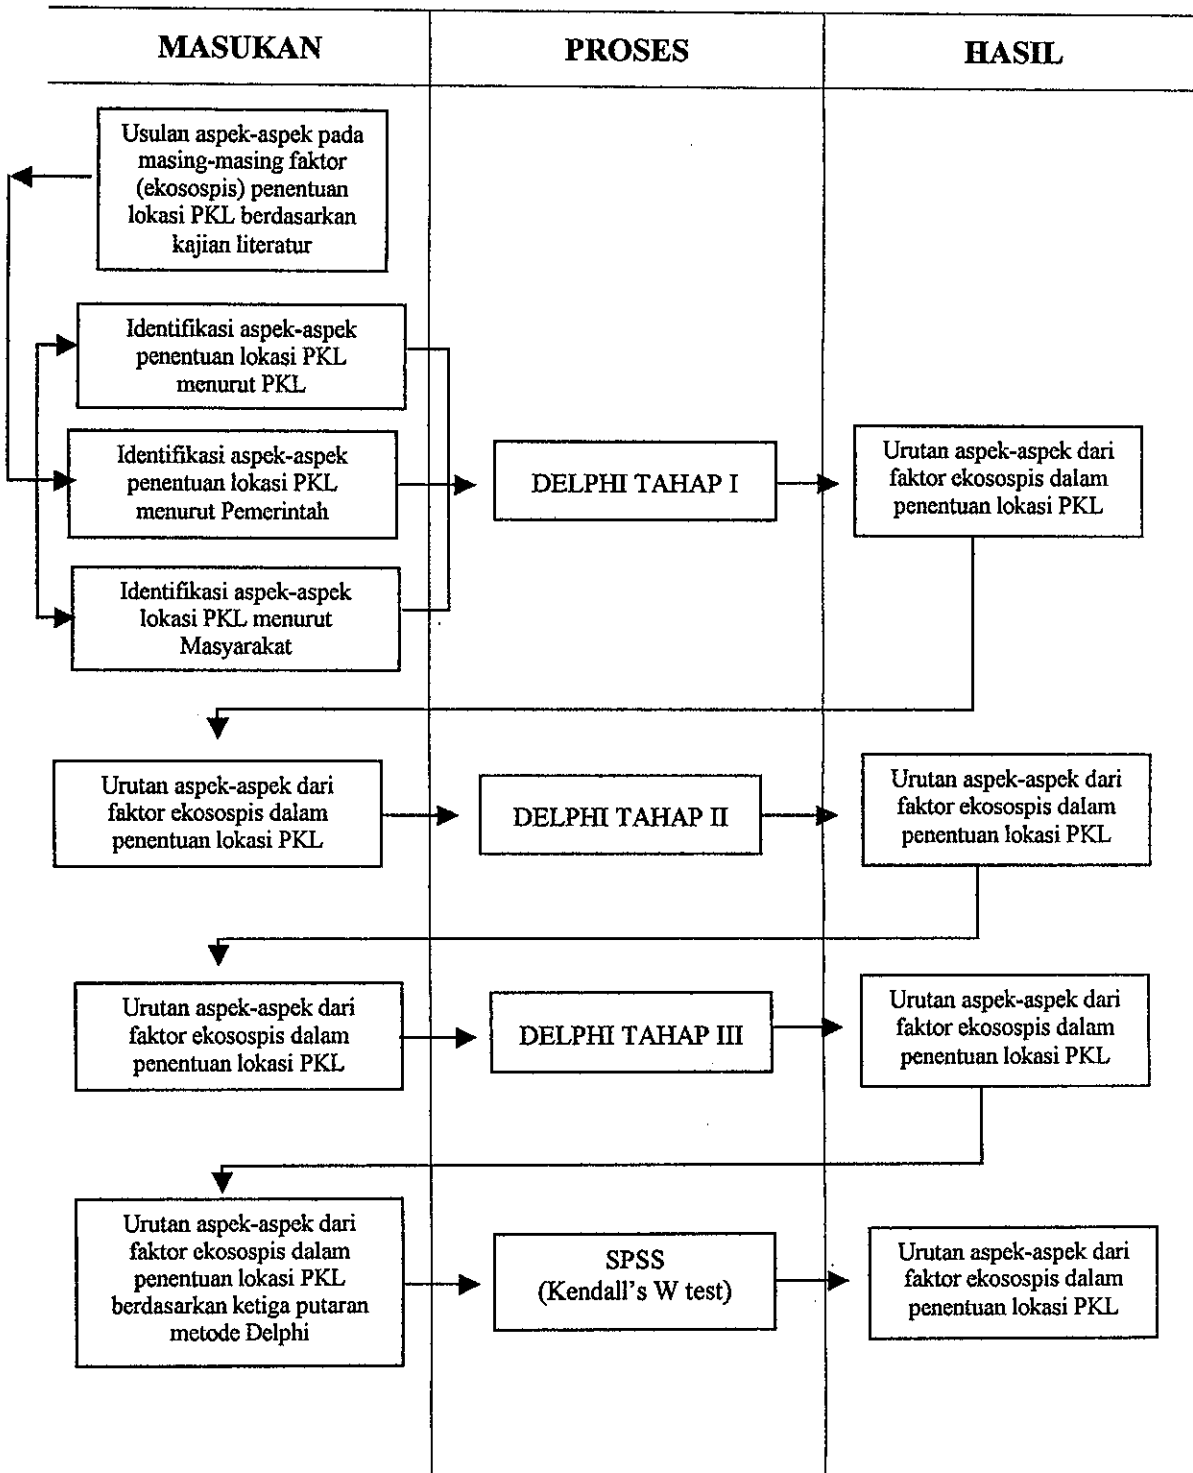 MASUKAN
PROSES
HASIL
Usulan aspek-aspek pada
masing-masing faktor
(ekosospis) penentuan
lokasi PKL berdasarkan
kajian literatur
Identifikasi aspek-aspek
penentuan lokasi PKL
menurut PKL
Identifikasi aspek-aspek
penentuan lokasi PKL
menurut Pemerintah
Identifikasi aspek-aspek
lokasi PKL menurut
Masyarakat
DELPHI TAHAP I
Urutan aspek-aspek dari
faktor ekosospis dalam
penentuan lokasi PKL
Urutan aspek-aspek dari
faktor ekosospis dalam
penentuan lokasi PKL
DELPHI TAHAP II
Urutan aspek-aspek dari
faktor ekosospis dalam
penentuan lokasi PKL
Urutan aspek-aspek dari
faktor ekosospis dalam
penentuan lokasi PKL
DELPHI TAHAP III
Urutan aspek-aspek dari
faktor ekosospis dalam
penentuan lokasi PKL
Urutan aspek-aspek dari
faktor ekosospis dalam
penentuan lokasi PKL
berdasarkan ketiga putaran
metode Delphi
SPSS
(Kendall's W test)
Urutan aspek-aspek dari
faktor ekosospis dalam
penentuan lokasi PKL